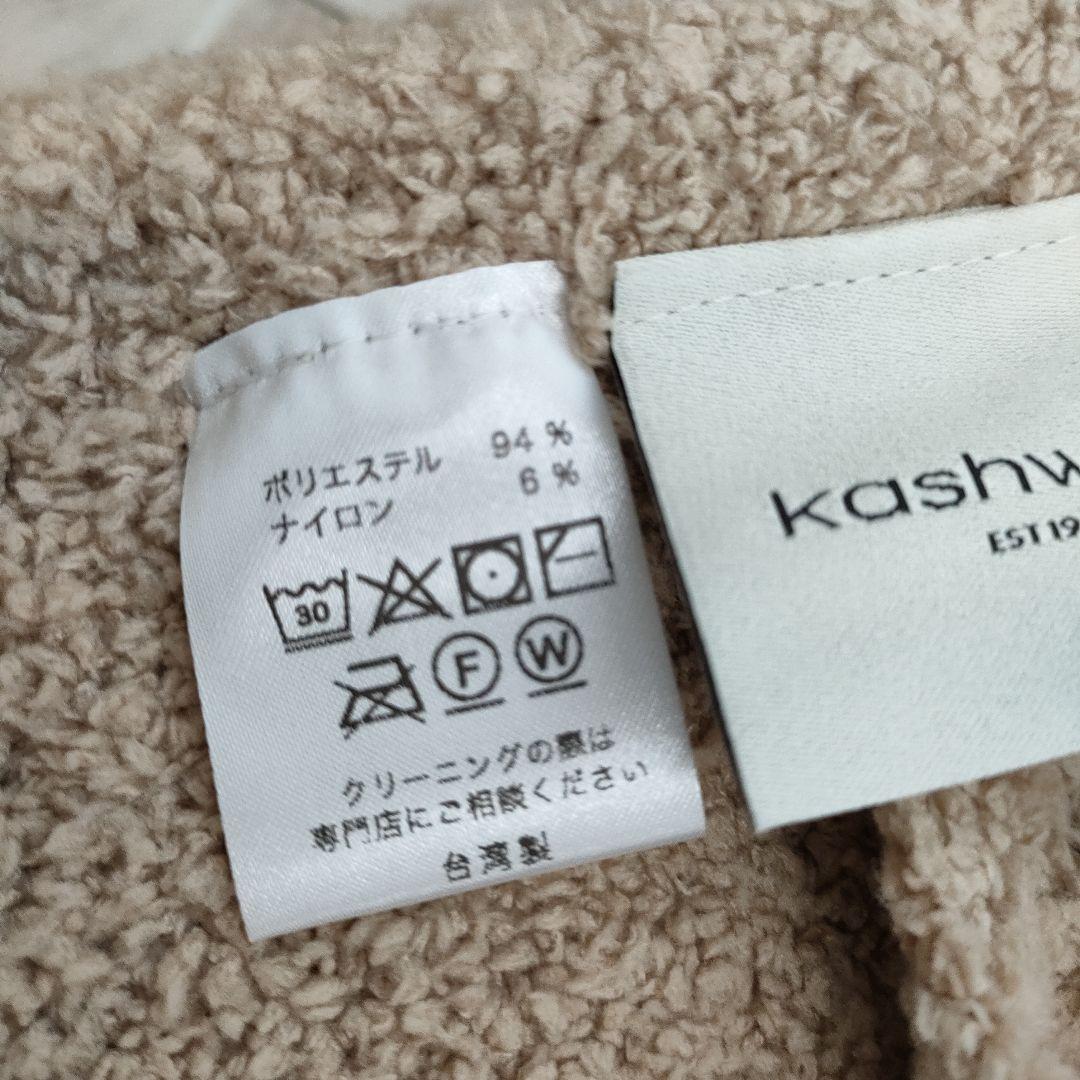 ポリエステル 94 %
ナイロン 6 %
30
F W
クリーニングの際は
専門店にご相談ください
台湾製
kashw
EST 19